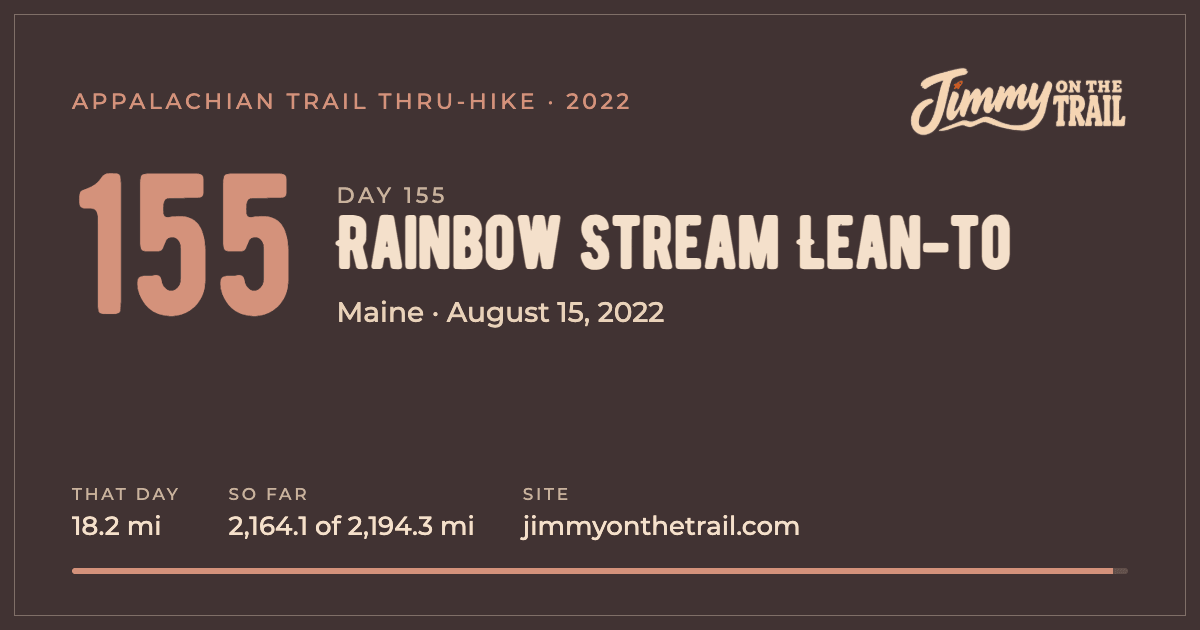 APPALACHIAN TRAIL THRU-HIKE · 2022
Jimmy ON THE TRAIL
155
DAY 155
RAINBOW STREAM LEAN-TO
Maine · August 15, 2022
THAT DAY SO FAR SITE
18.2 mi 2,164.1 of 2,194.3 mi jimmyonthetrail.com